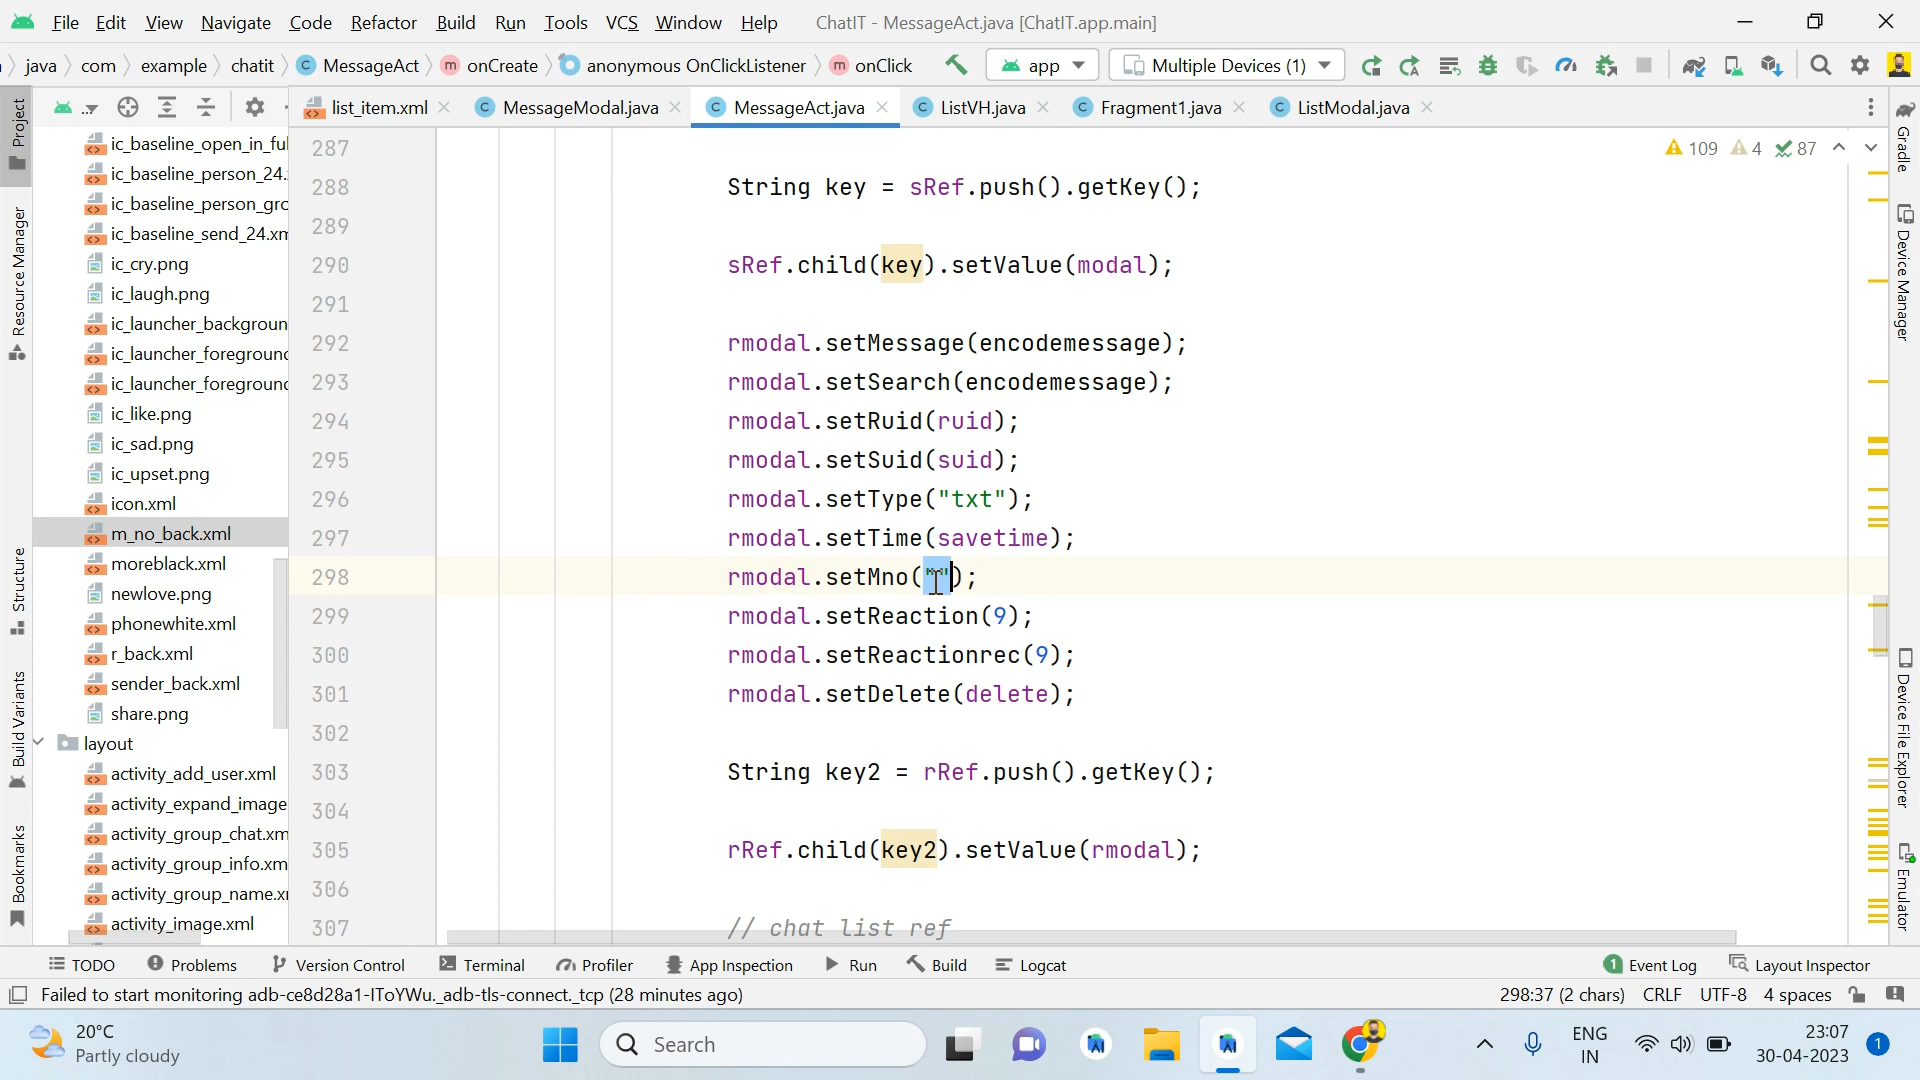 File Edit View Navigate Code Refactor Build Run Tools VCS Window Help ChatIT - MessageAct.java [ChatIT.app.main]
java com example chatit MessageAct onCreate anonymous OnClickListener onClick app Multiple Devices (1)
list_item.xml MessageModal.java MessageAct.java ListVH.java Fragment1.java ListModal.java
Project
Resource Manager
Structure
Build Variants
Bookmarks
ic_baseline_open_in_ful
ic_baseline_person_24.
ic_baseline_person_gro
ic_baseline_send_24.xm
ic_cry.png
ic_laugh.png
ic_launcher_backgroun
ic_launcher_foreground
ic_launcher_foreground
ic_like.png
ic_sad.png
ic_upset.png
icon.xml
m_no_back.xml
moreblack.xml
newlove.png
phonewhite.xml
r_back.xml
sender_back.xml
share.png
layout
activity_add_user.xml
activity_expand_image
activity_group_chat.xm
activity_group_info.xm
activity_group_name.x
activity_image.xml
109 4 87
287
288 String key = sRef.push().getKey();
289
290 sRef.child(key).setValue(modal);
291
292 rmodal.setMessage(encodemessage);
293 rmodal.setSearch(encodemessage);
294 rmodal.setRuid(ruid);
295 rmodal.setSuid(suid);
296 rmodal.setType("txt");
297 rmodal.setTime(savetime);
298 rmodal.setMno("");
299 rmodal.setReaction(9);
300 rmodal.setReactionrec(9);
301 rmodal.setDelete(delete);
302
303 String key2 = rRef.push().getKey();
304
305 rRef.child(key2).setValue(rmodal);
306
307 // chat list ref
Gradle
Device Manager
Device File Explorer
Emulator
TODO Problems Version Control Terminal Profiler App Inspection Run Build Logcat 1 Event Log Layout Inspector
Failed to start monitoring adb-ce8d28a1-IToYWu._adb-tls-connect._tcp (28 minutes ago) 298:37 (2 chars) CRLF UTF-8 4 spaces
20°C
Partly cloudy
Search
ENG
IN
23:07
30-04-2023
1